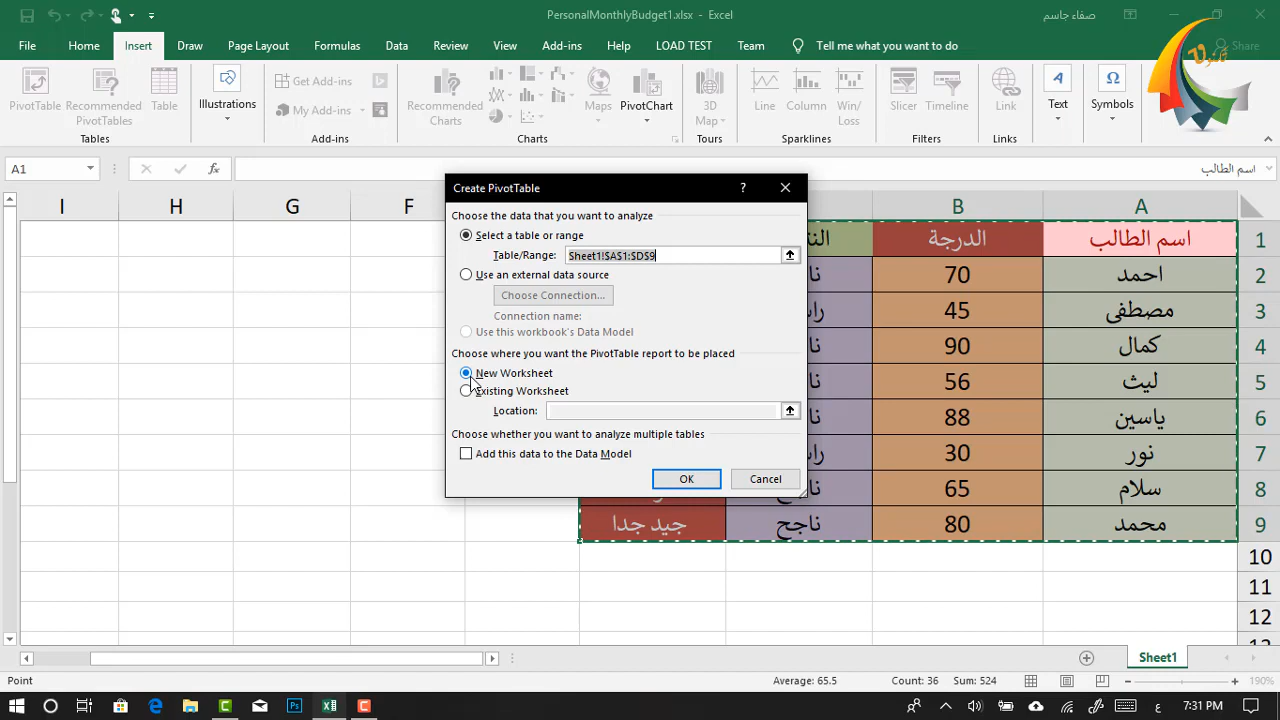 PersonalMonthlyBudget1.xlsx - Excel
صفاء جاسم
File Home Insert Draw Page Layout Formulas Data Review View Add-ins Help LOAD TEST Team Tell me what you want to do Share
PivotTable
Recommended PivotTables
Table
Tables
Illustrations
Get Add-ins
My Add-ins
Add-ins
Recommended Charts
Maps
PivotChart
Charts
3D Map
Tours
Line
Column
Win/ Loss
Sparklines
Slicer
Timeline
Filters
Link
Links
Text
Symbols
A1
fx
اسم الطالب
I H G F B A
Create PivotTable
?
Choose the data that you want to analyze
Select a table or range
Table/Range: Sheet1!$A$1:$D$9
Use an external data source
Choose Connection...
Connection name:
Use this workbook's Data Model
Choose where you want the PivotTable report to be placed
New Worksheet
Existing Worksheet
Location:
Choose whether you want to analyze multiple tables
Add this data to the Data Model
OK Cancel
1 اسم الطالب الدرجة
2 احمد 70
3 مصطفى 45
4 كمال 90
5 ليث 56
6 ياسين 88
7 نور 30
8 سلام 65
9 محمد 80 ناجح جيد جدا
10
11
12
Sheet1
Point
Average: 65.5 Count: 36 Sum: 524
190%
7:31 PM